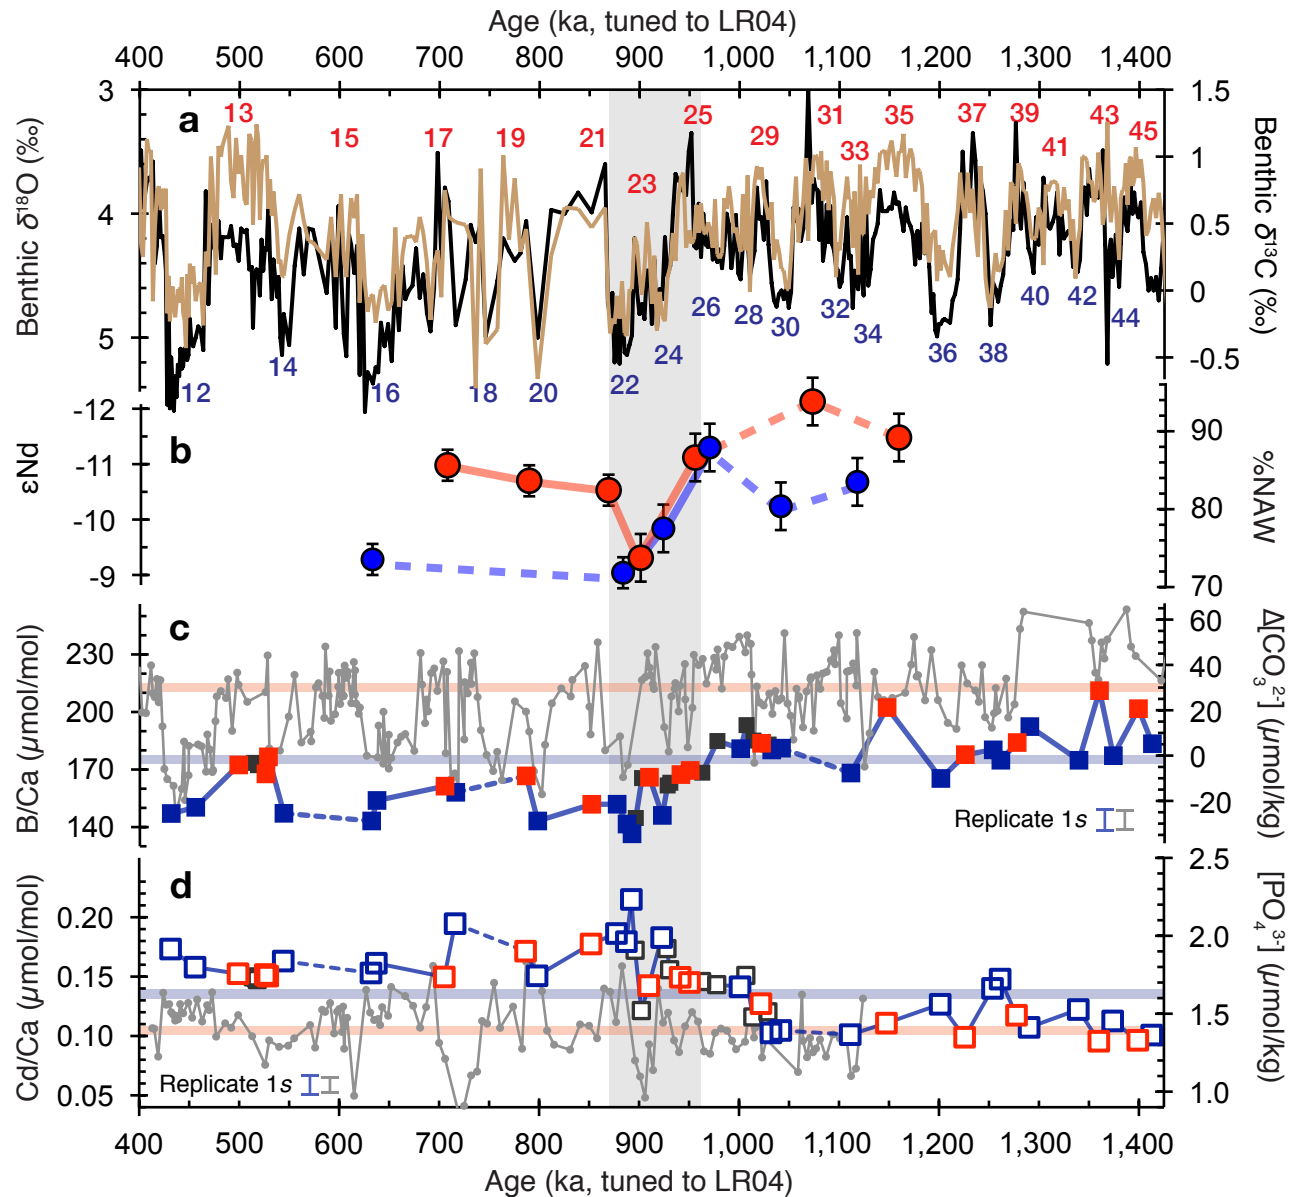 Age (ka, tuned to LR04)
400 500 600 700 800 900 1,000 1,100 1,200 1,300 1,400
a
Benthic δ18O (‰)
3
4
5
13 15 17 19 21 23 25 29 31 33 35 37 39 41 43 45
12 14 16 18 20 22 24 26 28 30 32 34 36 38 40 42 44
1.5
1
0.5
0
-0.5
Benthic δ13C (‰)
b
εNd
-12
-11
-10
-9
90
80
70
%NAW
c
B/Ca (μmol/mol)
230
200
170
140
60
40
20
0
-20
Δ[CO3 2-] (μmol/kg)
Replicate 1s
d
Cd/Ca (μmol/mol)
0.20
0.15
0.10
0.05
2.5
2.0
1.5
1.0
[PO4 3-] (μmol/kg)
Replicate 1s
400 500 600 700 800 900 1,000 1,100 1,200 1,300 1,400
Age (ka, tuned to LR04)